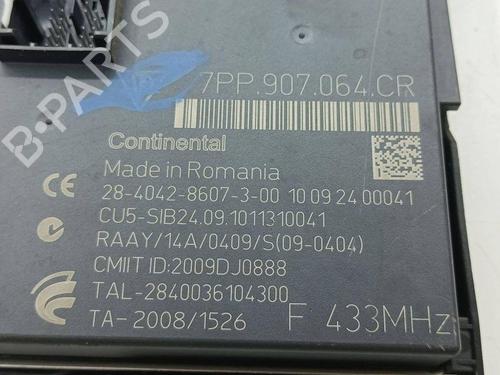 B-PARTS
7PP.907.064.CR
Continental
Made in Romania
28-4042-8607-3-00 10 09 24 00041
CU5-SIB24.09.1011310041
RAAY/14A/0409/S(09-0404)
CMIIT ID:2009DJ0888
TAL-2840036104300
TA-2008/1526 F 433MHz